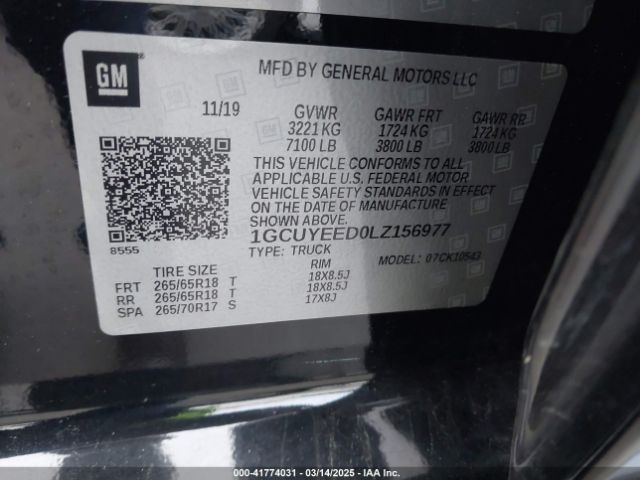 GM
MFD BY GENERAL MOTORS LLC
11/19 GVWR GAWR FRT GAWR RR
3221 KG 1724 KG 1724 KG
7100 LB 3800 LB 3800 LB
THIS VEHICLE CONFORMS TO ALL
APPLICABLE U.S. FEDERAL MOTOR
VEHICLE SAFETY STANDARDS IN EFFECT
ON THE DATE OF MANUFACTURE
SHOWN ABOVE.
8555
1GCUYEED0LZ156977
TYPE: TRUCK MODEL: 07CK10543
TIRE SIZE RIM
FRT 265/65R18 T 18X8.5J
RR 265/65R18 T 18X8.5J
SPA 265/70R17 S 17X8J
000-41774031 - 03/14/2025 - IAA Inc.